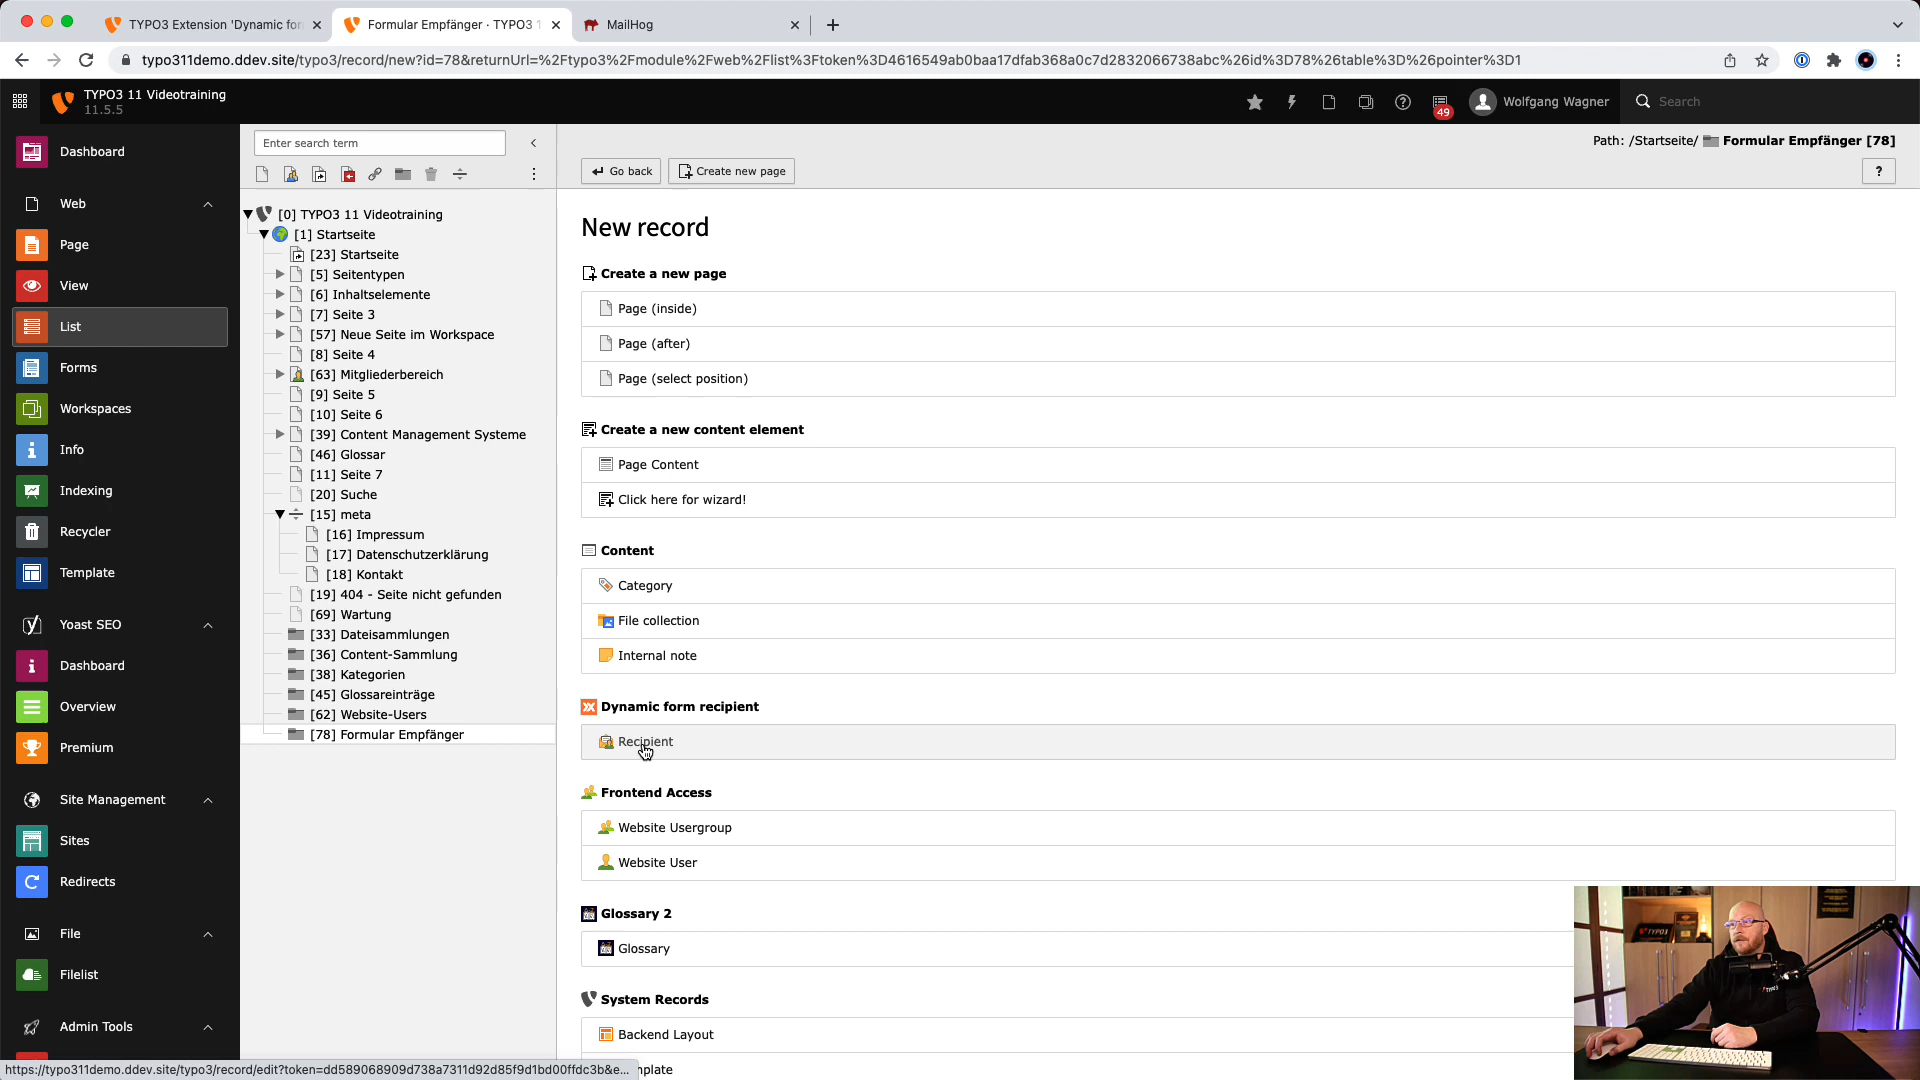 TYPO3 Extension 'Dynamic for
Formular Empfänger · TYPO3 1
MailHog
typo311demo.ddev.site/typo3/record/new?id=78&returnUrl=%2Ftypo3%2Fmodule%2Fweb%2Flist%3Ftoken%3D4616549ab0baa17dfab368a0c7d2832066738abc%26id%3D78%26table%3D%26pointer%3D1
TYPO3 11 Videotraining
11.5.5
49
Wolfgang Wagner
Search
Dashboard
Web
Page
View
List
Forms
Workspaces
Info
Indexing
Recycler
Template
Yoast SEO
Dashboard
Overview
Premium
Site Management
Sites
Redirects
File
Filelist
Admin Tools
Enter search term
[0] TYPO3 11 Videotraining
[1] Startseite
[23] Startseite
[5] Seitentypen
[6] Inhaltselemente
[7] Seite 3
[57] Neue Seite im Workspace
[8] Seite 4
[63] Mitgliederbereich
[9] Seite 5
[10] Seite 6
[39] Content Management Systeme
[46] Glossar
[11] Seite 7
[20] Suche
[15] meta
[16] Impressum
[17] Datenschutzerklärung
[18] Kontakt
[19] 404 - Seite nicht gefunden
[69] Wartung
[33] Dateisammlungen
[36] Content-Sammlung
[38] Kategorien
[45] Glossareinträge
[62] Website-Users
[78] Formular Empfänger
Path: /Startseite/ Formular Empfänger [78]
Go back
Create new page
?
New record
Create a new page
Page (inside)
Page (after)
Page (select position)
Create a new content element
Page Content
Click here for wizard!
Content
Category
File collection
Internal note
Dynamic form recipient
Recipient
Frontend Access
Website Usergroup
Website User
Glossary 2
Glossary
System Records
Backend Layout
mplate
https://typo311demo.ddev.site/typo3/record/edit?token=dd589068909d738a7311d92d85f9d1bd00ffdc3b&e...
TYPO3